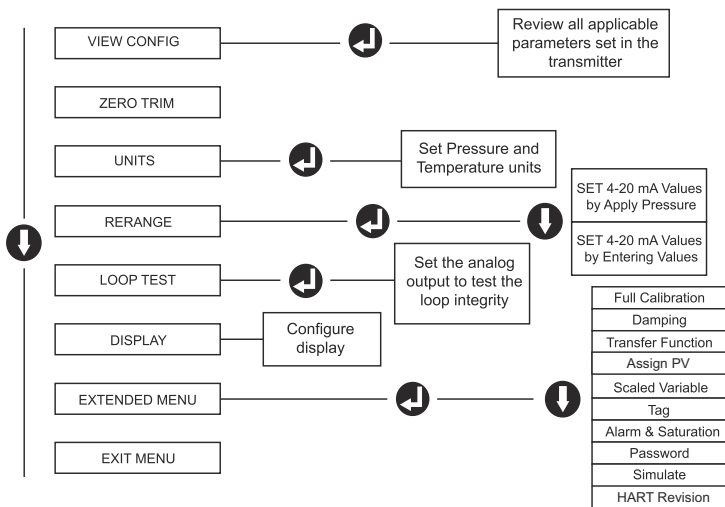 VIEW CONFIG
Review all applicable
parameters set in the
transmitter
ZERO TRIM
UNITS
Set Pressure and
Temperature units
RERANGE
SET 4-20 mA Values
by Apply Pressure
SET 4-20 mA Values
by Entering Values
LOOP TEST
Set the analog
output to test the
loop integrity
DISPLAY
Configure
display
EXTENDED MENU
Full Calibration
Damping
Transfer Function
Assign PV
Scaled Variable
Tag
Alarm & Saturation
Password
Simulate
HART Revision
EXIT MENU